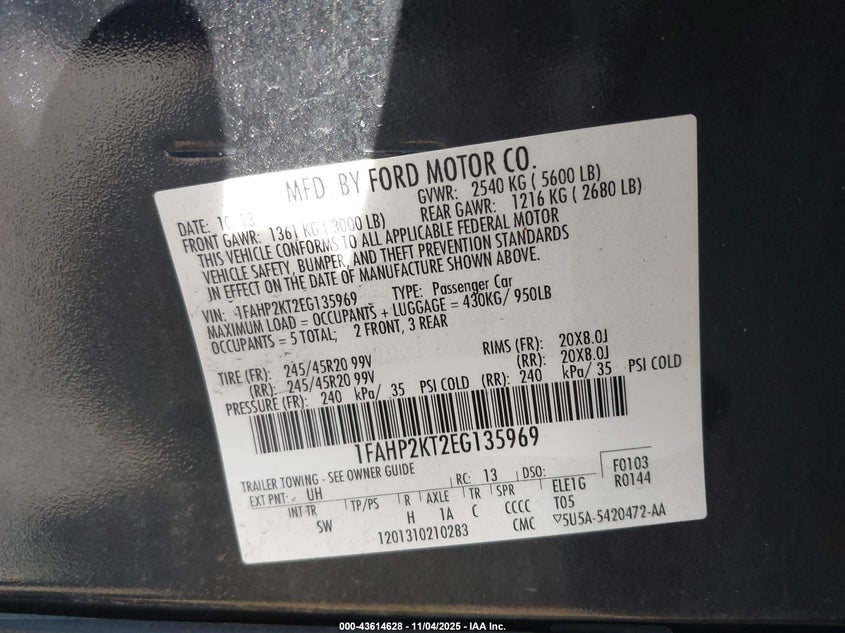 MFD. BY FORD MOTOR CO.
DATE: 10 13 GVWR: 2540 KG ( 5600 LB)
FRONT GAWR: 1361 KG ( 3000 LB) REAR GAWR: 1216 KG ( 2680 LB)
THIS VEHICLE CONFORMS TO ALL APPLICABLE FEDERAL MOTOR
VEHICLE SAFETY, BUMPER, AND THEFT PREVENTION STANDARDS
IN EFFECT ON THE DATE OF MANUFACTURE SHOWN ABOVE.
VIN: 1FAHP2KT2EG135969 TYPE: Passenger Car
MAXIMUM LOAD = OCCUPANTS + LUGGAGE = 430KG/ 950LB
OCCUPANTS = 5 TOTAL; 2 FRONT, 3 REAR
TIRE (FR): 245/45R20 99V RIMS (FR): 20X8.0J
(RR): 245/45R20 99V (RR): 20X8.0J
PRESSURE (FR): 240 kPa/ 35 PSI COLD (RR): 240 kPa/ 35 PSI COLD
1FAHP2KT2EG135969
TRAILER TOWING - SEE OWNER GUIDE
EXT PNT: UH RC: 13 DSO: F0103
INT TR TP/PS R AXLE TR SPR ELE1G R0144
SW H 1A C CCCC T05
1201310210283 CMC ▽5U5A-5420472-AA
000-43614628 - 11/04/2025 - IAA Inc.